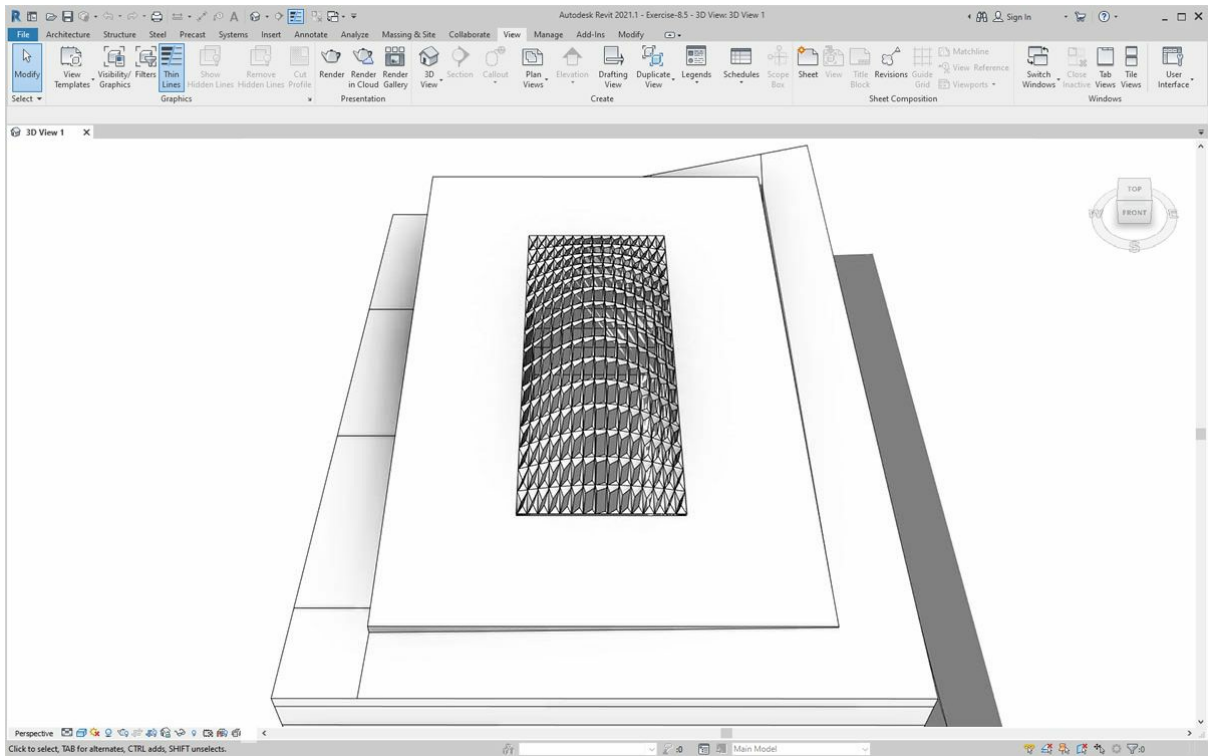 Autodesk Revit 2021.1 - Exercise-8.5 - 3D View: 3D View 1
Sign In
File Architecture Structure Steel Precast Systems Insert Annotate Analyze Massing & Site Collaborate View Manage Add-Ins Modify
Modify View Templates Visibility/ Graphics Filters Thin Lines Show Hidden Lines Remove Hidden Lines Cut Profile Render Render in Cloud Render Gallery 3D View Section Callout Plan Views Elevation Drafting View Duplicate View Legends Schedules Scope Box Sheet View Title Block Revisions Guide Grid Matchline View Reference Viewports Switch Windows Close Inactive Tab Views Tile Views User Interface
Select Graphics Presentation Create Sheet Composition Windows
3D View 1
TOP
FRONT
S
Perspective
Click to select, TAB for alternates, CTRL adds, SHIFT unselects. :0 Main Model :0